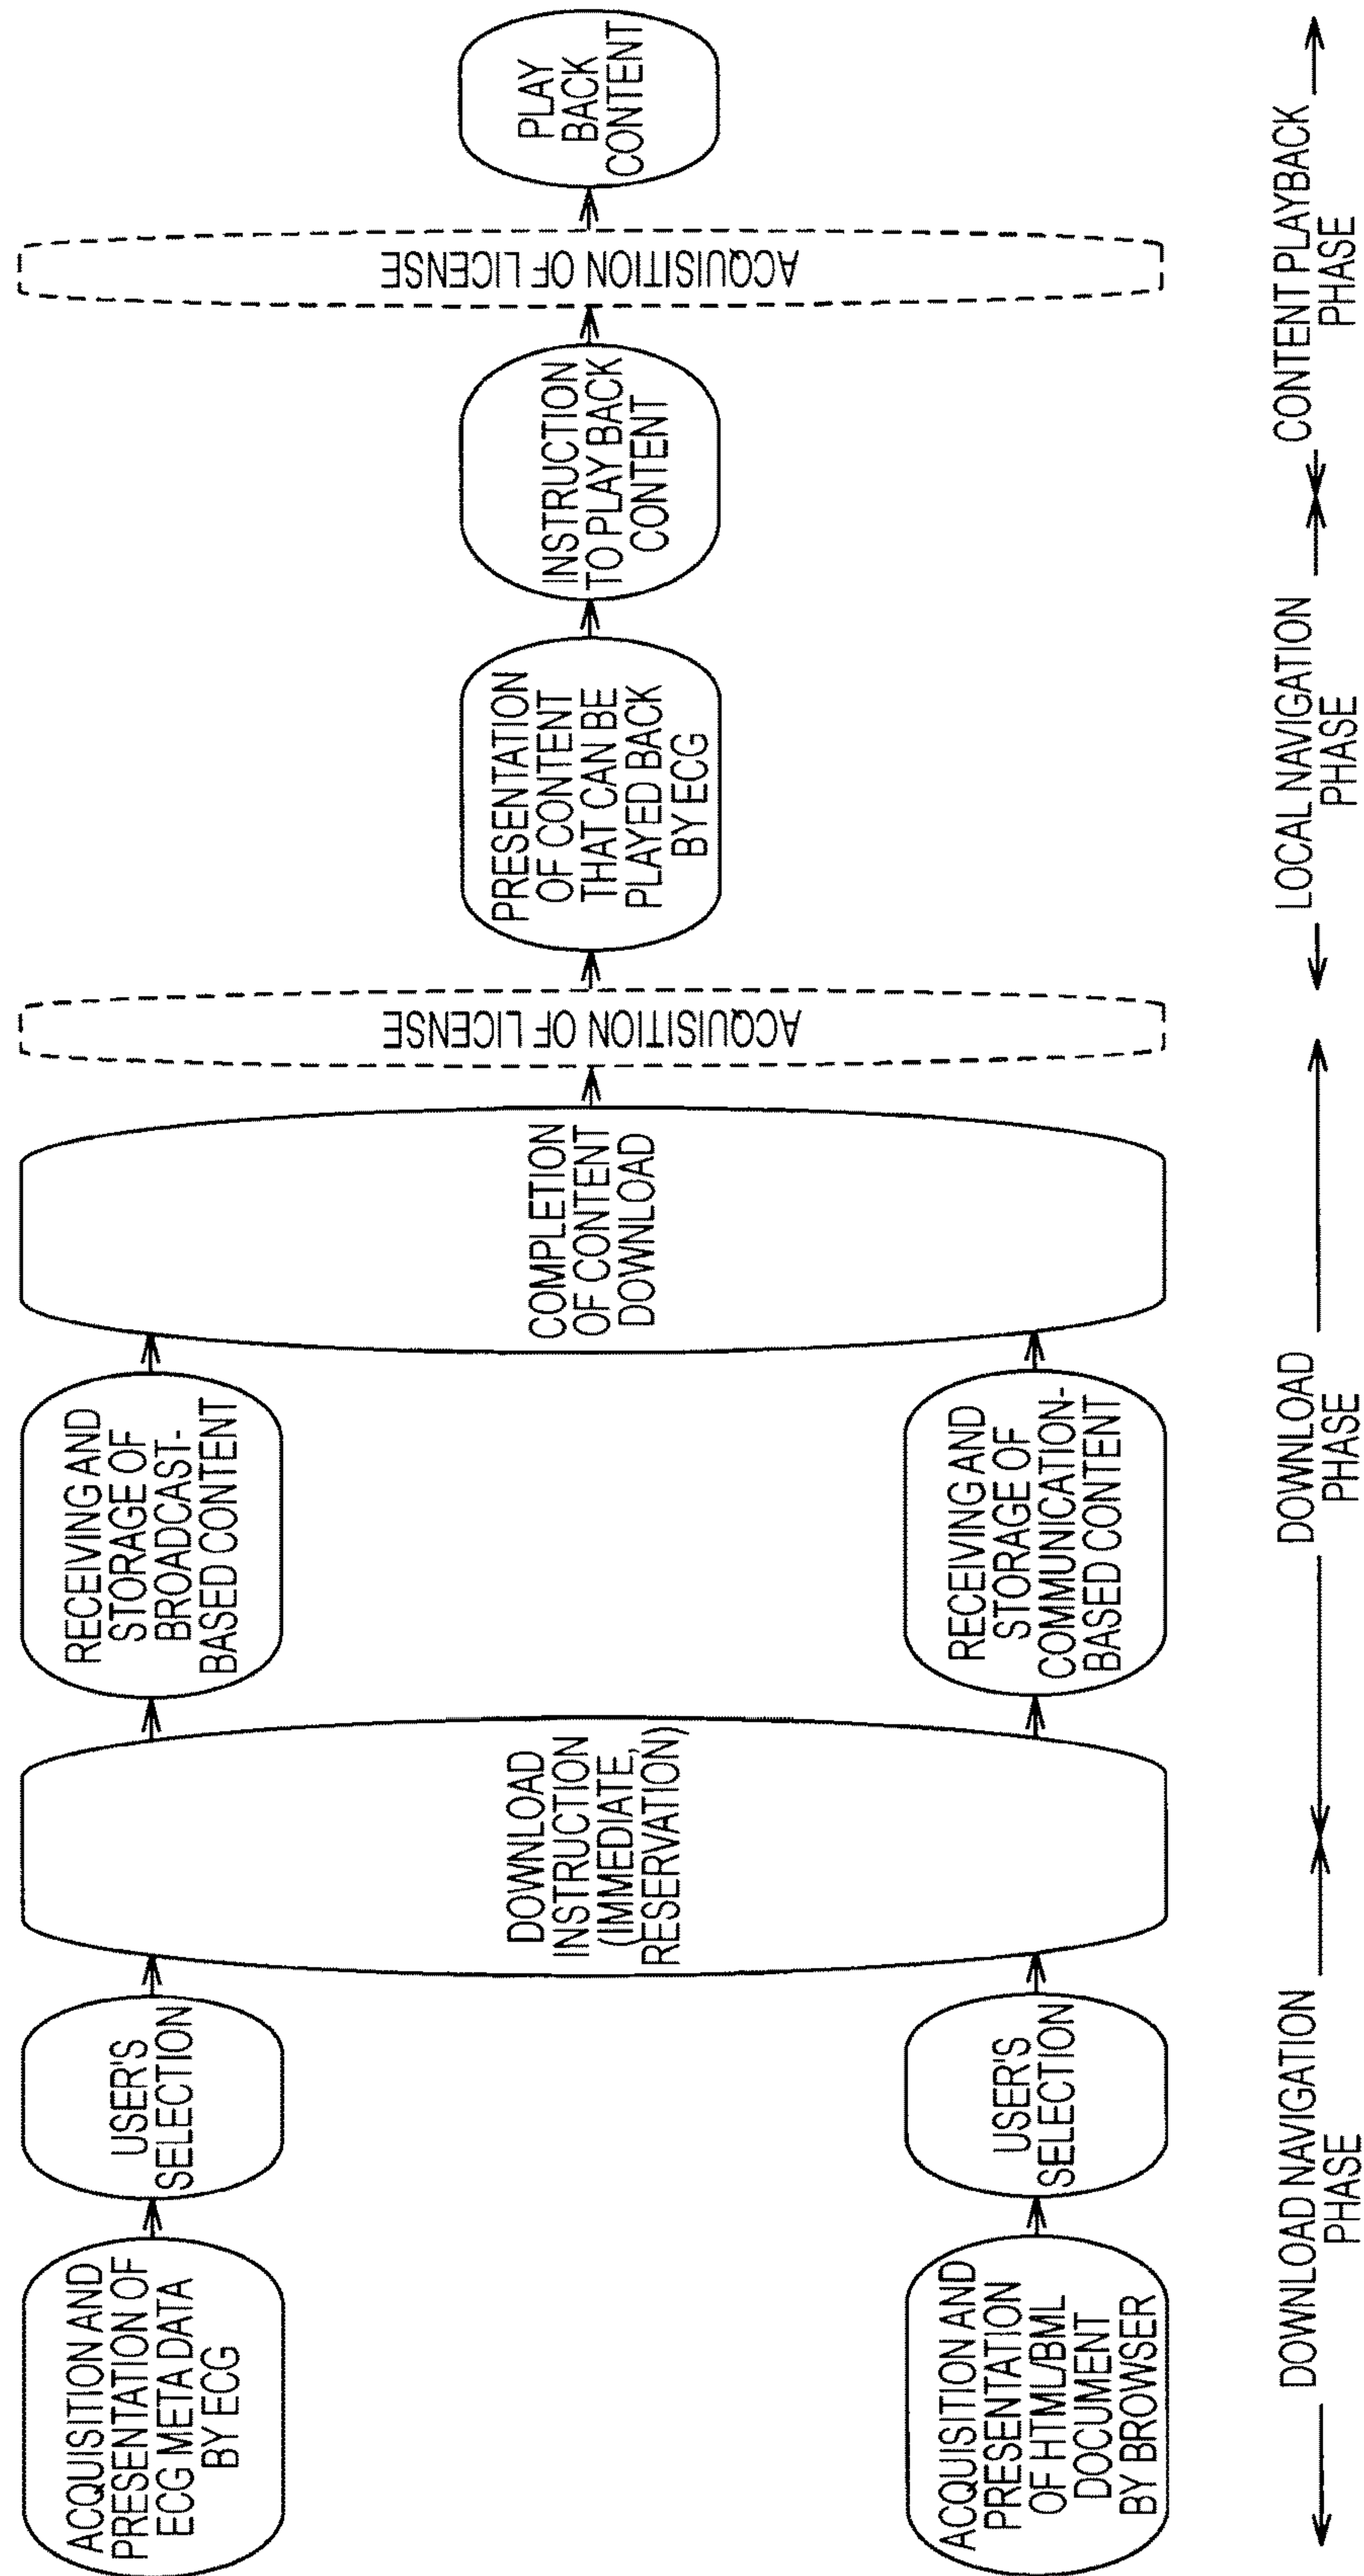 ACQUISITION AND
PRESENTATION OF
ECG META DATA
BY ECG
USER'S
SELECTION
ACQUISITION AND
PRESENTATION
OF HTML/BML
DOCUMENT
BY BROWSER
USER'S
SELECTION
DOWNLOAD
INSTRUCTION
(IMMEDIATE,
RESERVATION)
RECEIVING AND
STORAGE OF
BROADCAST-
BASED CONTENT
RECEIVING AND
STORAGE OF
COMMUNICATION-
BASED CONTENT
COMPLETION
OF CONTENT
DOWNLOAD
ACQUISITION OF LICENSE
PRESENTATION
OF CONTENT
THAT CAN BE
PLAYED BACK
BY ECG
INSTRUCTION
TO PLAY BACK
CONTENT
ACQUISITION OF LICENSE
PLAY
BACK
CONTENT
DOWNLOAD NAVIGATION
PHASE
DOWNLOAD
PHASE
LOCAL NAVIGATION
PHASE
CONTENT PLAYBACK
PHASE